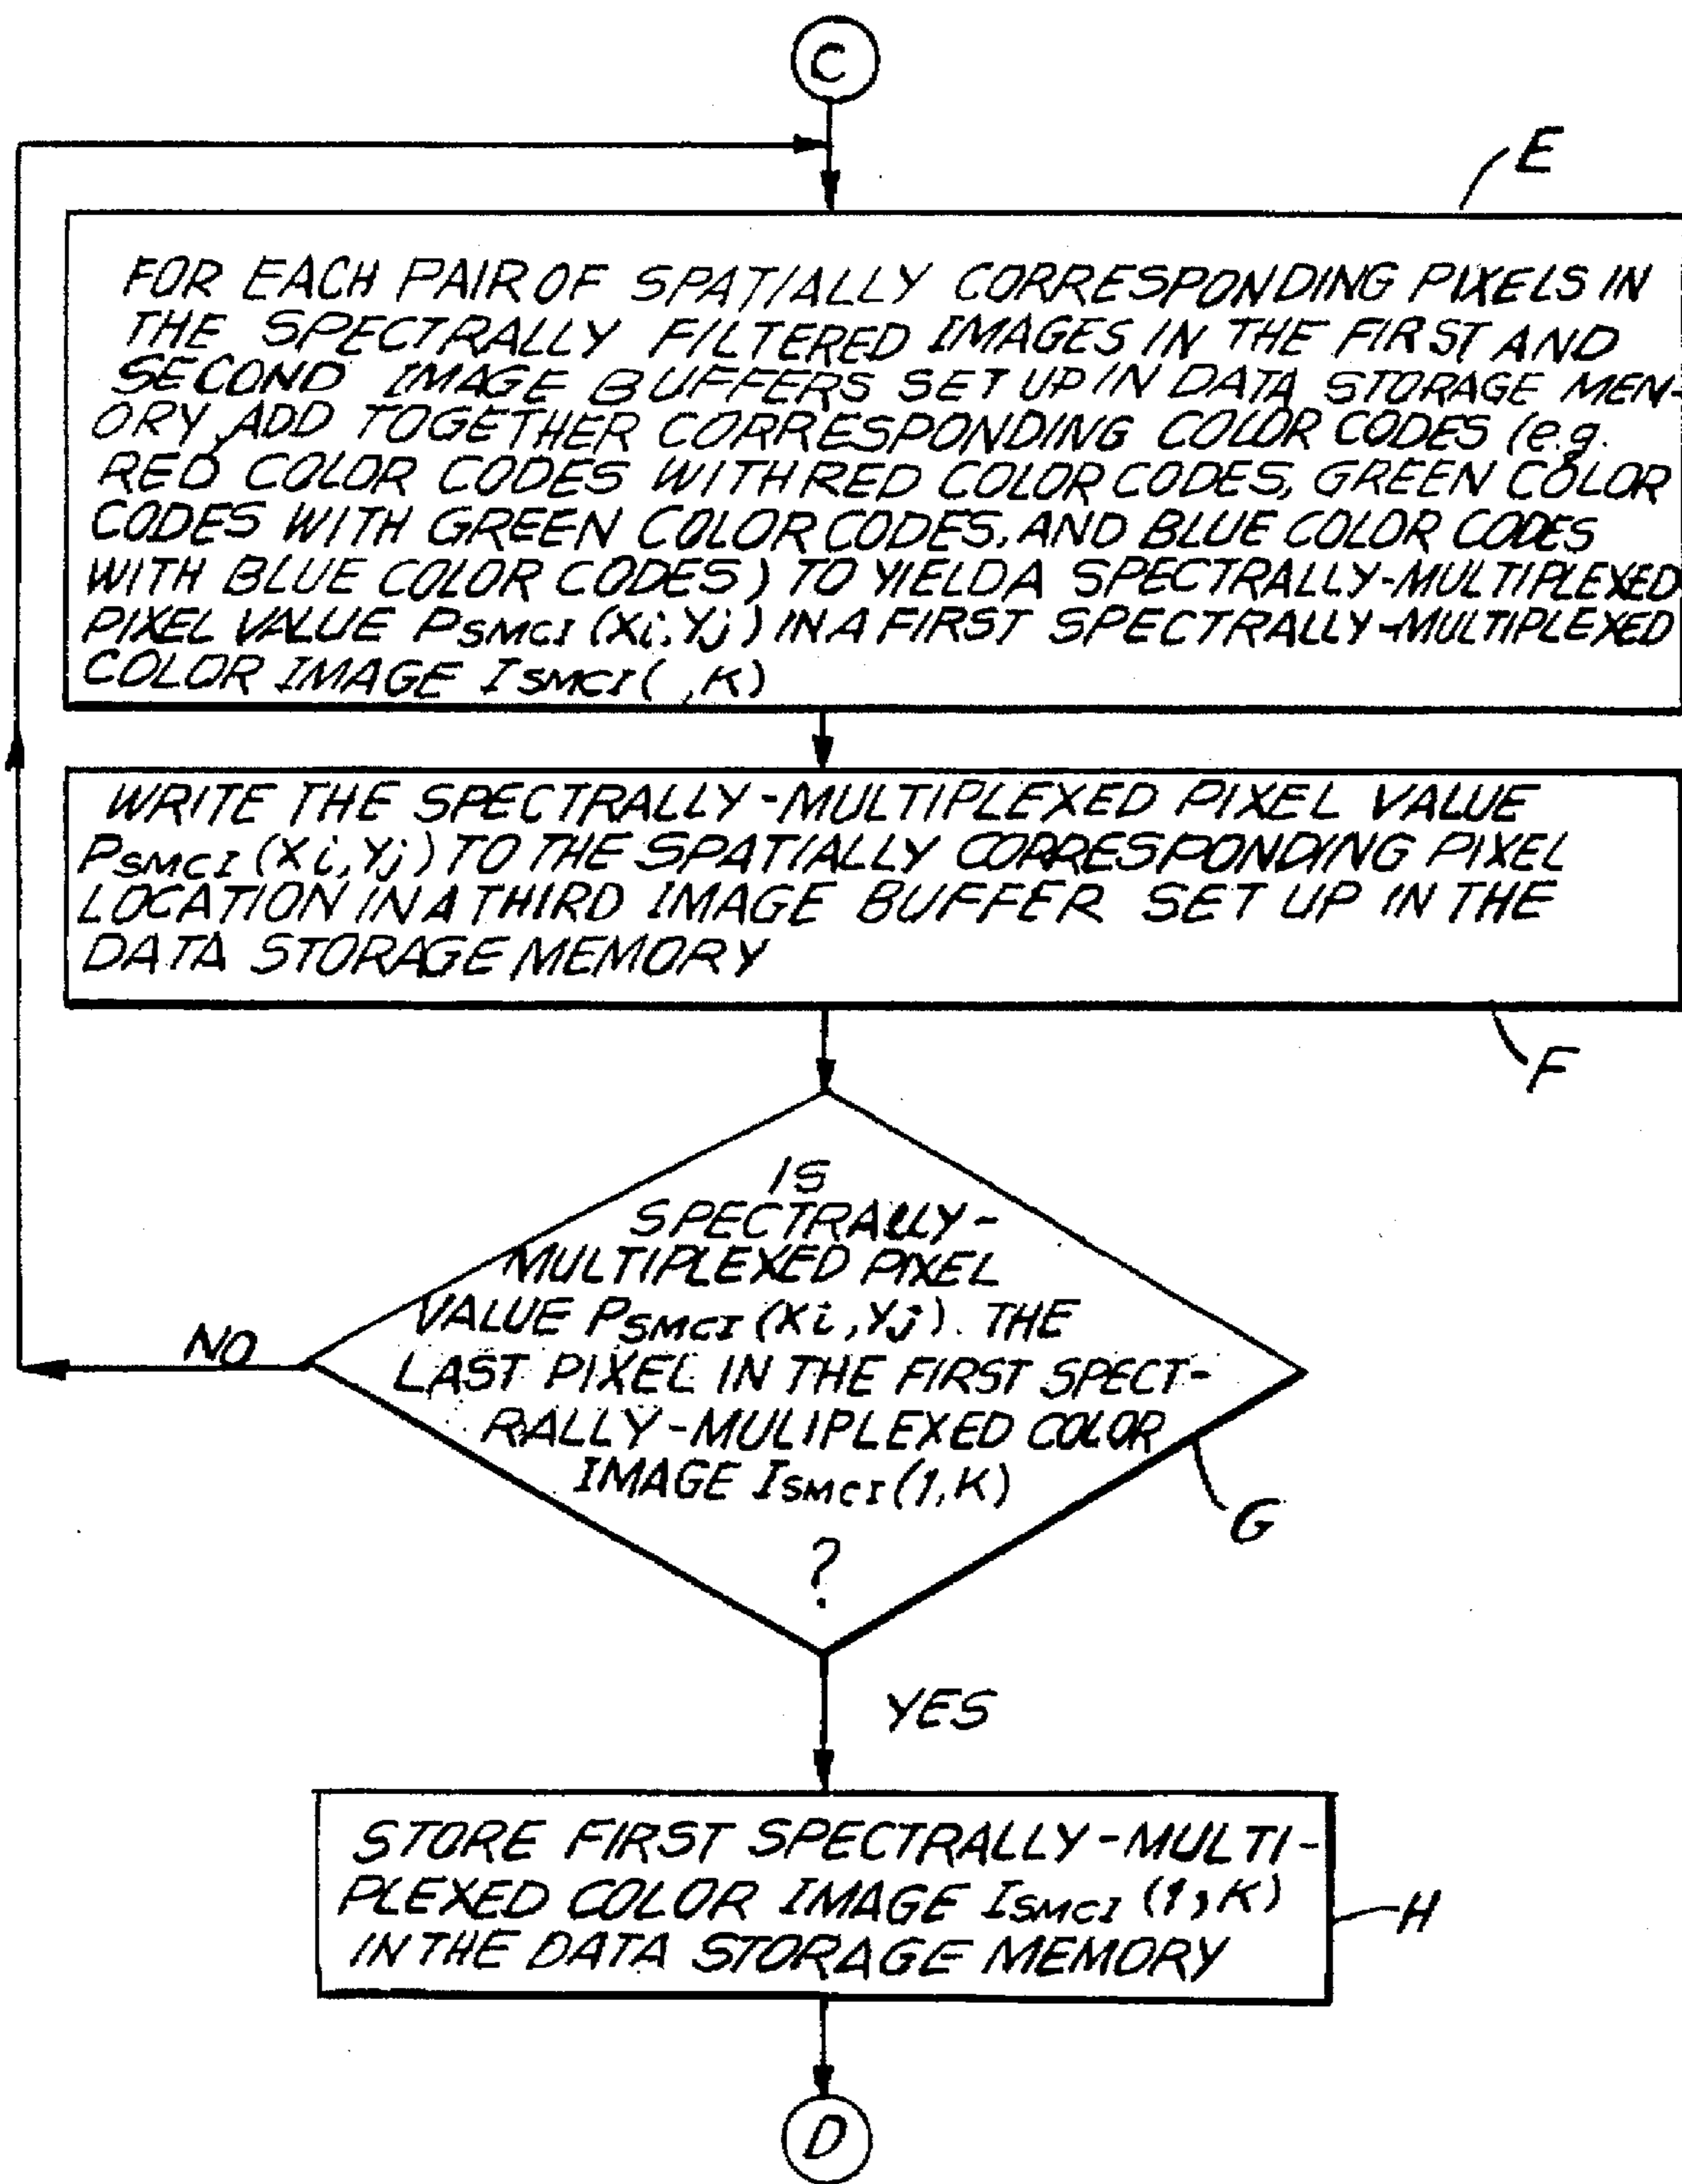 C
E
FOR EACH PAIR OF SPATIALLY CORRESPONDING PIXELS IN
THE SPECTRALLY FILTERED IMAGES IN THE FIRST AND
SECOND IMAGE BUFFERS SET UP IN DATA STORAGE MEN-
ORY, ADD TOGETHER CORRESPONDING COLOR CODES (e.g.
RED COLOR CODES WITH RED COLOR CODES, GREEN COLOR
CODES WITH GREEN COLOR CODES, AND BLUE COLOR CODES
WITH BLUE COLOR CODES) TO YIELD A SPECTRALLY-MULTIPLEXED
PIXEL VALUE PSMCI (Xi, Yj) IN A FIRST SPECTRALLY-MULTIPLEXED
COLOR IMAGE ISMCI ( ,K)
WRITE THE SPECTRALLY-MULTIPLEXED PIXEL VALUE
PSMCI (Xi, Yj) TO THE SPATIALLY CORRESPONDING PIXEL
LOCATION IN A THIRD IMAGE BUFFER SET UP IN THE
DATA STORAGE MEMORY
F
IS
SPECTRALLY-
MULTIPLEXED PIXEL
VALUE PSMCI (Xi, Yj). THE
LAST PIXEL IN THE FIRST SPECT-
RALLY-MULIPLEXED COLOR
IMAGE ISMCI (1,K)
?
NO
G
YES
STORE FIRST SPECTRALLY-MULTI-
PLEXED COLOR IMAGE ISMCI (1,K)
IN THE DATA STORAGE MEMORY
H
D